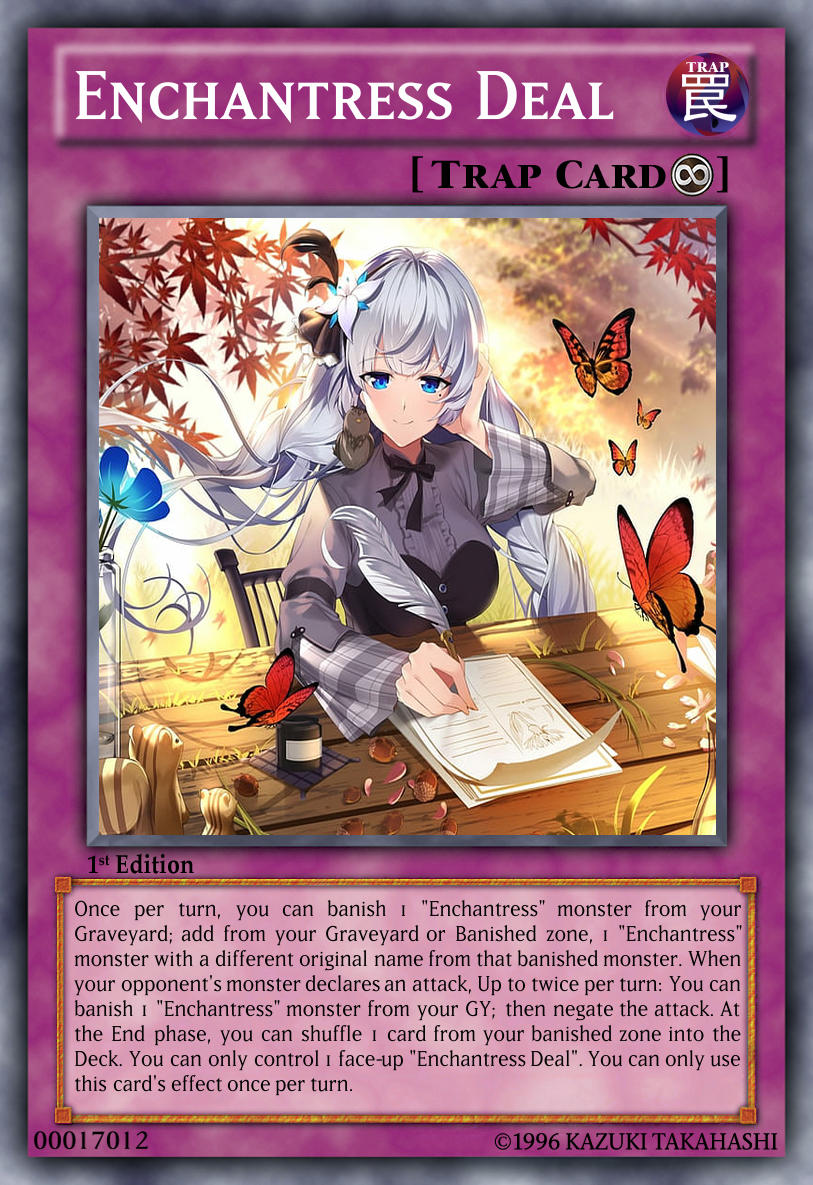 Enchantress Deal
TRAP
罠
[Trap Card∞]
1st Edition
Once per turn, you can banish 1 "Enchantress" monster from your
Graveyard; add from your Graveyard or Banished zone, 1 "Enchantress"
monster with a different original name from that banished monster. When
your opponent's monster declares an attack, Up to twice per turn: You can
banish 1 "Enchantress" monster from your GY; then negate the attack. At
the End phase, you can shuffle 1 card from your banished zone into the
Deck. You can only control 1 face-up "Enchantress Deal". You can only use
this card's effect once per turn.
00017012
©1996 KAZUKI TAKAHASHI